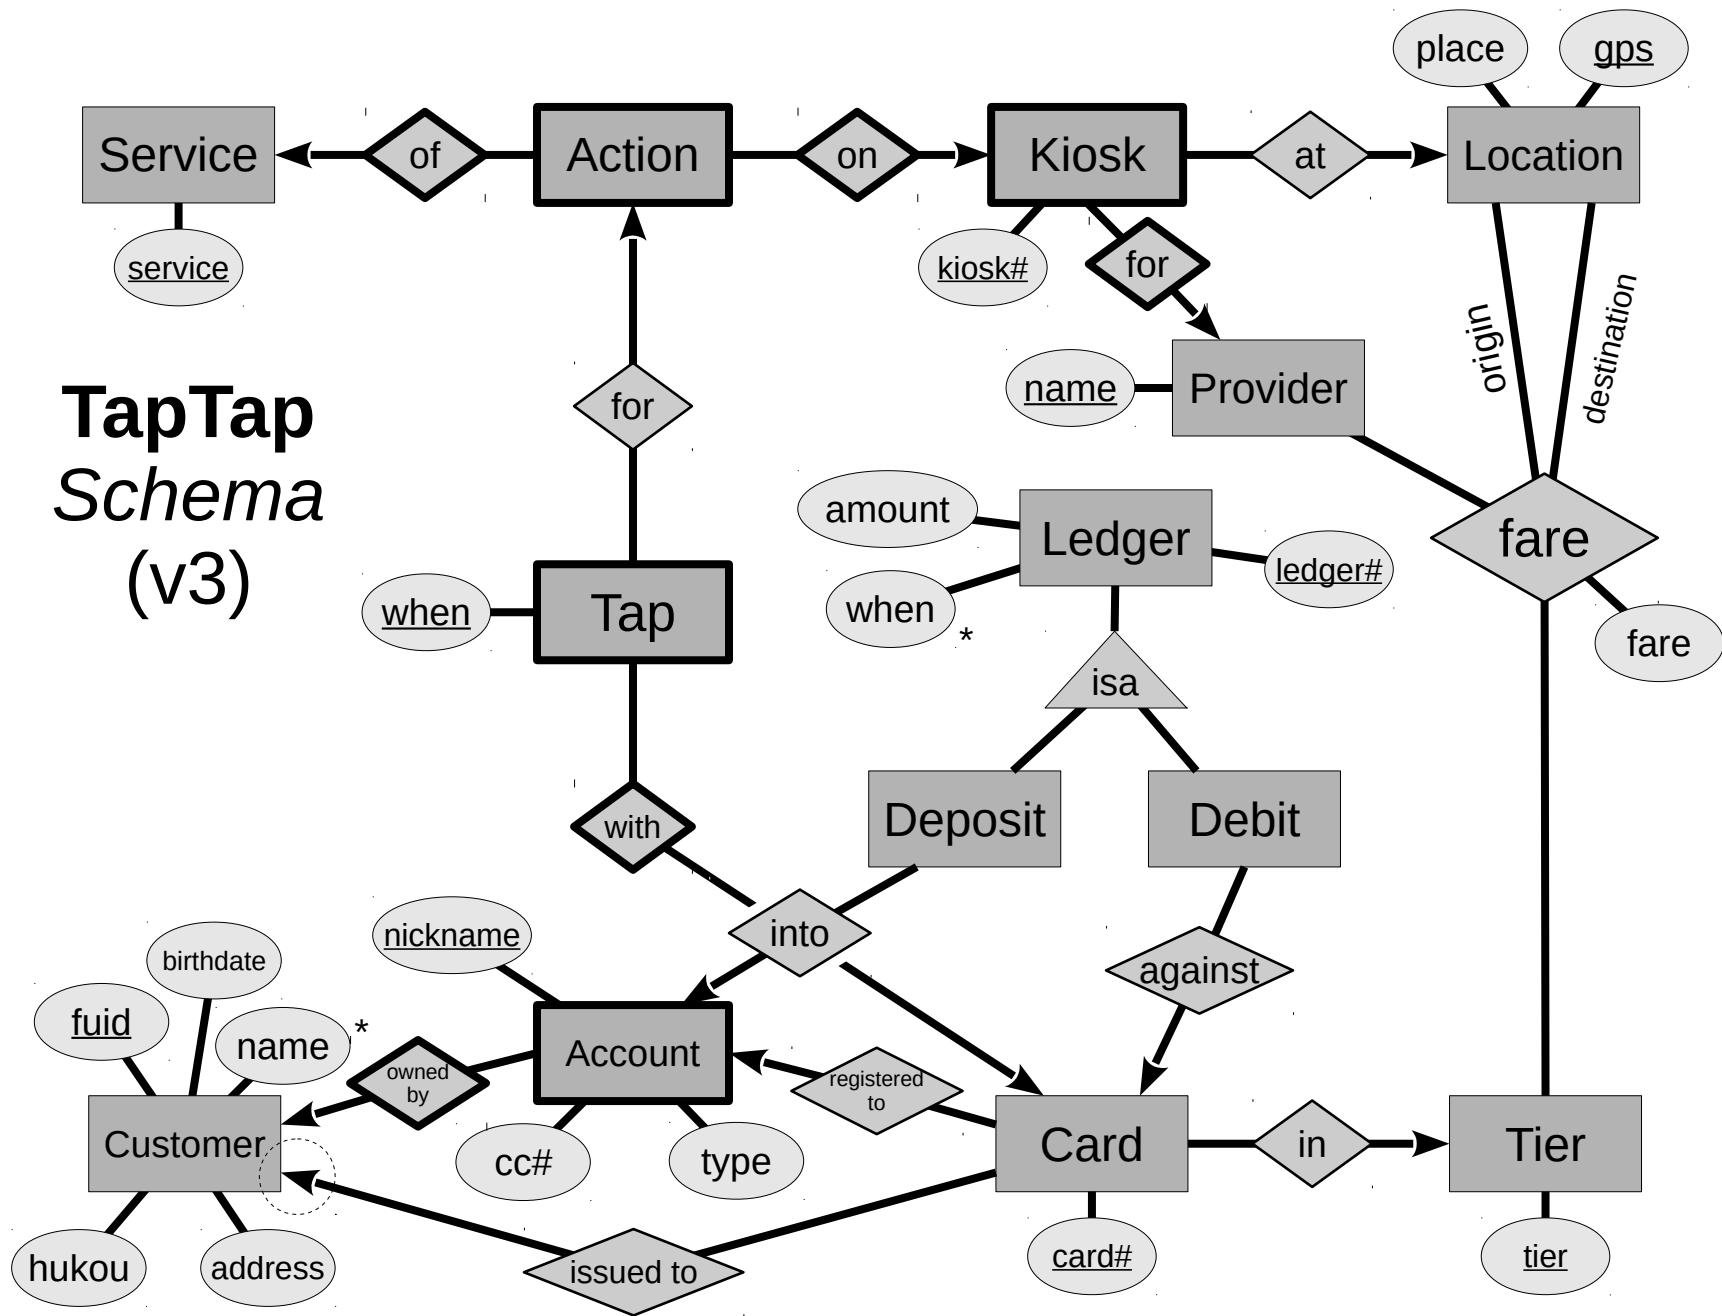 place
gps
Service
of
Action
on
Kiosk
at
Location
service
kiosk#
for
origin
destination
name
Provider
TapTap
Schema
(v3)
for
amount
Ledger
ledger#
fare
when
Tap
when
*
fare
isa
with
Deposit
Debit
nickname
into
against
birthdate
fuid
name
*
owned
by
Account
registered
to
Customer
cc#
type
Card
in
Tier
hukou
address
issued to
card#
tier